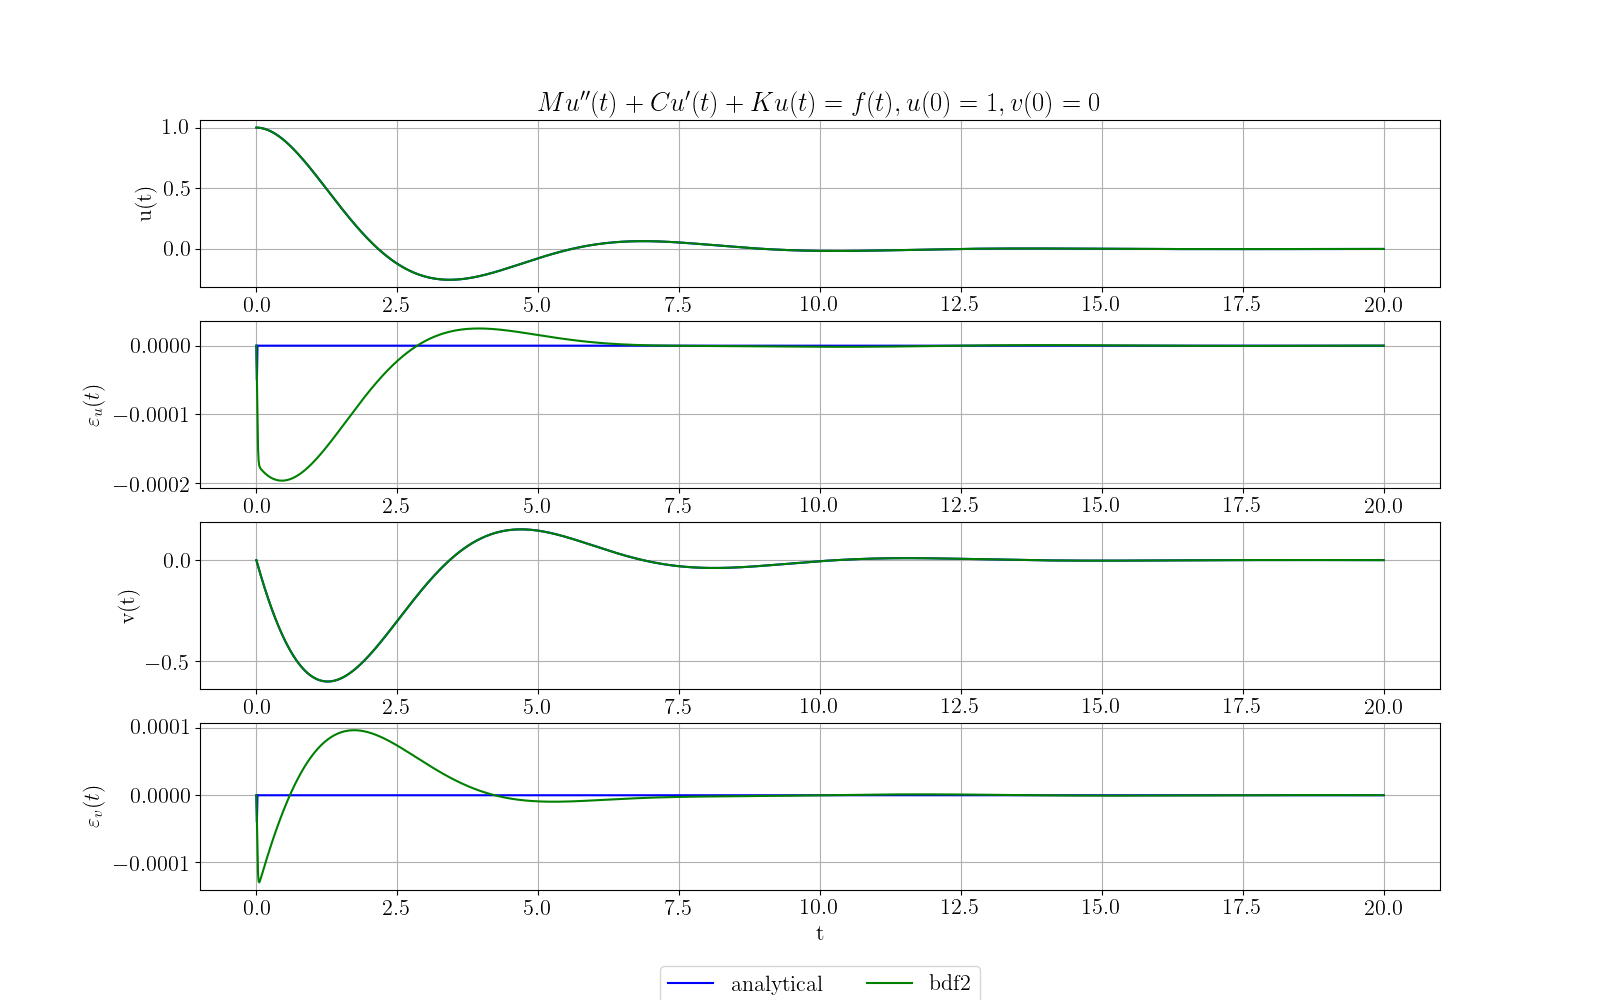 Mu''(t) + Cu'(t) + Ku(t) = f(t), u(0) = 1, v(0) = 0
u(t)
1.0
0.5
0.0
0.0 2.5 5.0 7.5 10.0 12.5 15.0 17.5 20.0
ε_u(t)
0.0000
−0.0001
−0.0002
0.0 2.5 5.0 7.5 10.0 12.5 15.0 17.5 20.0
v(t)
0.0
−0.5
0.0 2.5 5.0 7.5 10.0 12.5 15.0 17.5 20.0
ε_v(t)
0.0001
0.0000
−0.0001
0.0 2.5 5.0 7.5 10.0 12.5 15.0 17.5 20.0
t
analytical bdf2